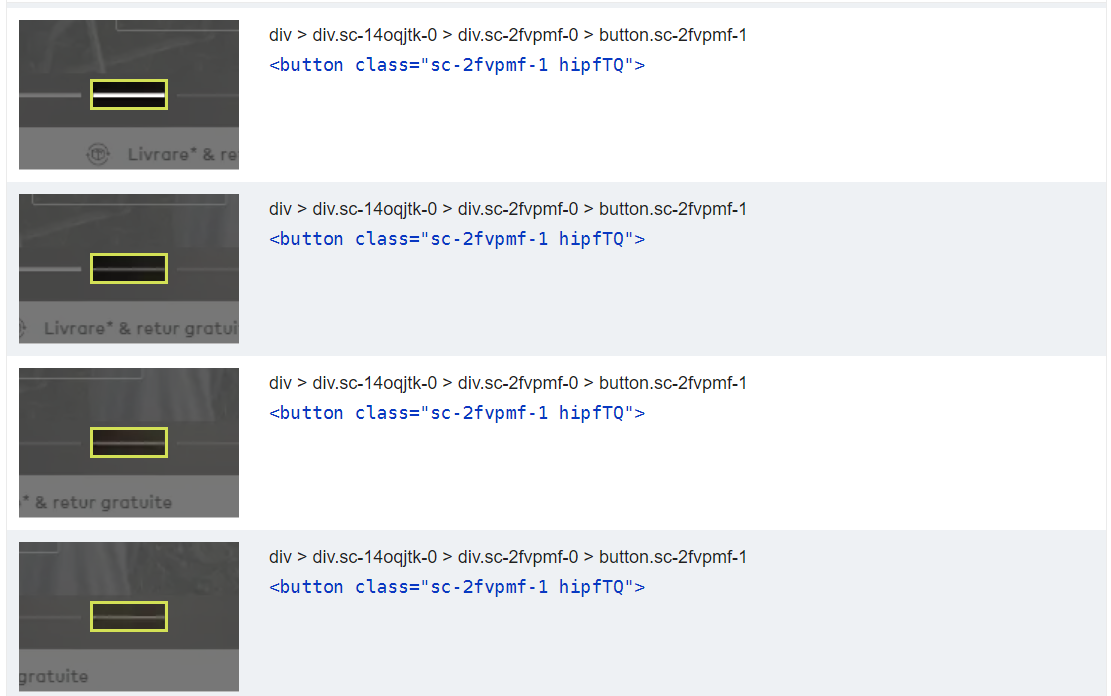 div > div.sc-14oqjtk-0 > div.sc-2fvpmf-0 > button.sc-2fvpmf-1
<button class="sc-2fvpmf-1 hipfTQ">
Livrare* & re
div > div.sc-14oqjtk-0 > div.sc-2fvpmf-0 > button.sc-2fvpmf-1
<button class="sc-2fvpmf-1 hipfTQ">
Livrare* & retur gratui
div > div.sc-14oqjtk-0 > div.sc-2fvpmf-0 > button.sc-2fvpmf-1
<button class="sc-2fvpmf-1 hipfTQ">
* & retur gratuite
div > div.sc-14oqjtk-0 > div.sc-2fvpmf-0 > button.sc-2fvpmf-1
<button class="sc-2fvpmf-1 hipfTQ">
gratuite